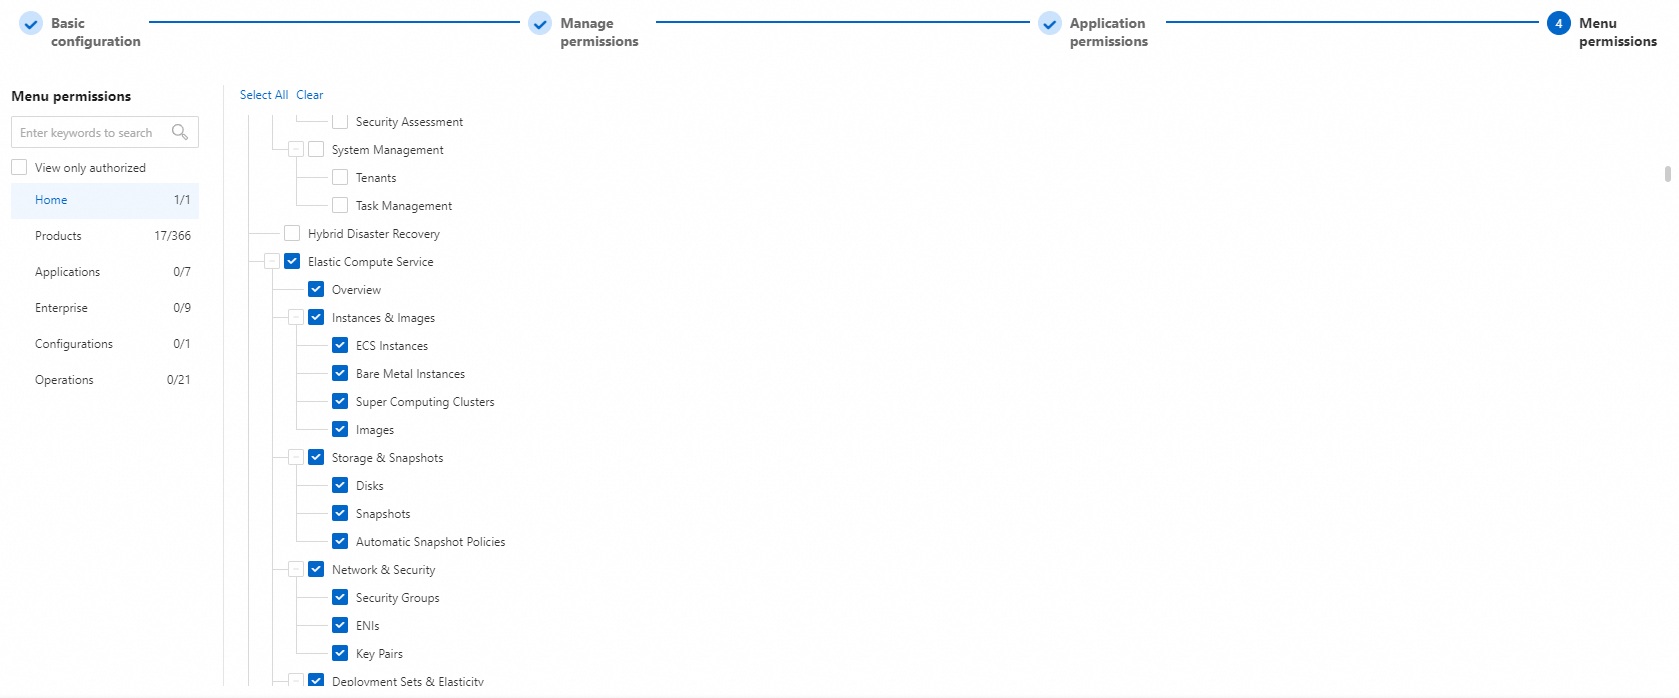 Basic
configuration
Manage
permissions
Application
permissions
4 Menu
permissions
Menu permissions
Enter keywords to search
View only authorized
Home 1/1
Products 17/366
Applications 0/7
Enterprise 0/9
Configurations 0/1
Operations 0/21
Select All Clear
Security Assessment
System Management
Tenants
Task Management
Hybrid Disaster Recovery
Elastic Compute Service
Overview
Instances & Images
ECS Instances
Bare Metal Instances
Super Computing Clusters
Images
Storage & Snapshots
Disks
Snapshots
Automatic Snapshot Policies
Network & Security
Security Groups
ENIs
Key Pairs
Deployment Sets & Elasticity